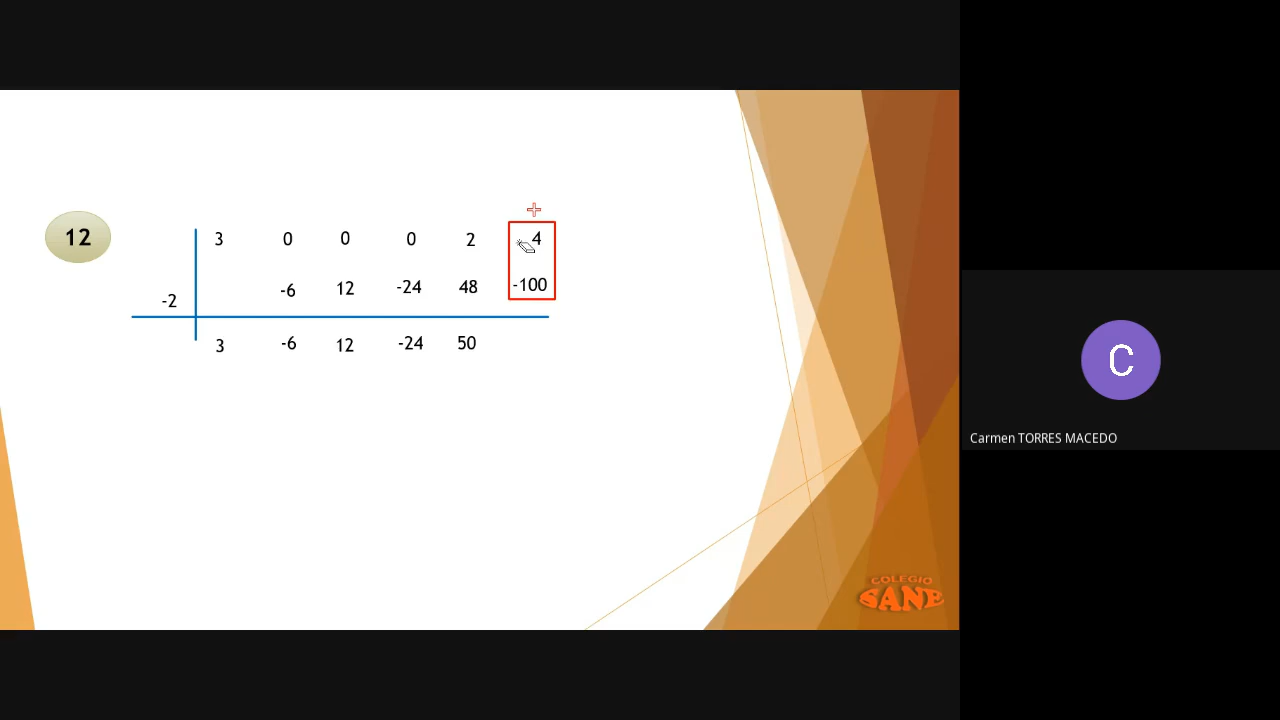 12
3 0 0 0 2 4
-6 12 -24 48 -100
-2
3 -6 12 -24 50
COLEGIO
SANE
C
Carmen TORRES MACEDO